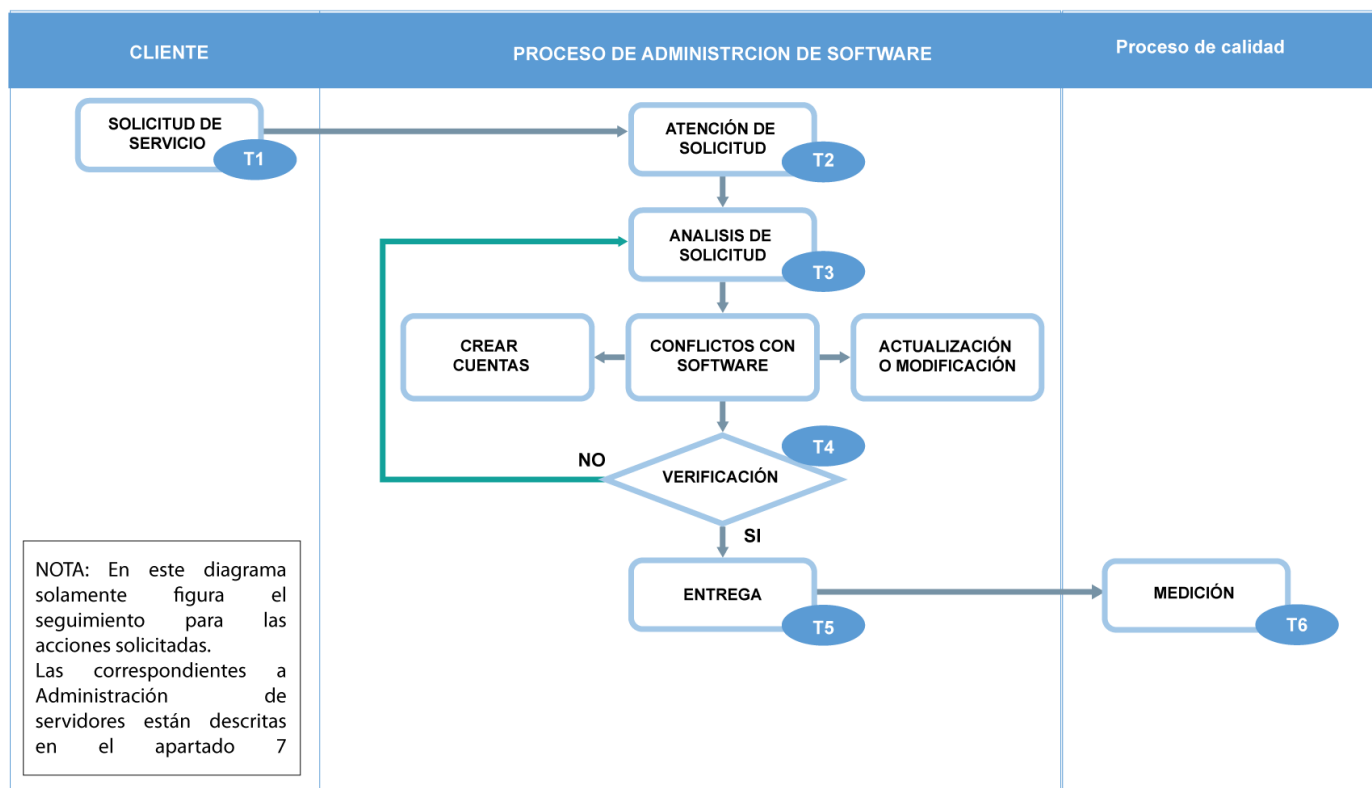 CLIENTE
PROCESO DE ADMINISTRCION DE SOFTWARE
Proceso de calidad
SOLICITUD DE
SERVICIO
T1
ATENCIÓN DE
SOLICITUD
T2
ANALISIS DE
SOLICITUD
T3
CREAR
CUENTAS
CONFLICTOS CON
SOFTWARE
ACTUALIZACIÓN
O MODIFICACIÓN
T4
NO
VERIFICACIÓN
SI
ENTREGA
T5
MEDICIÓN
T6
NOTA: En este diagrama
solamente figura el
seguimiento para las
acciones solicitadas.
Las correspondientes a
Administración de
servidores están descritas
en el apartado 7